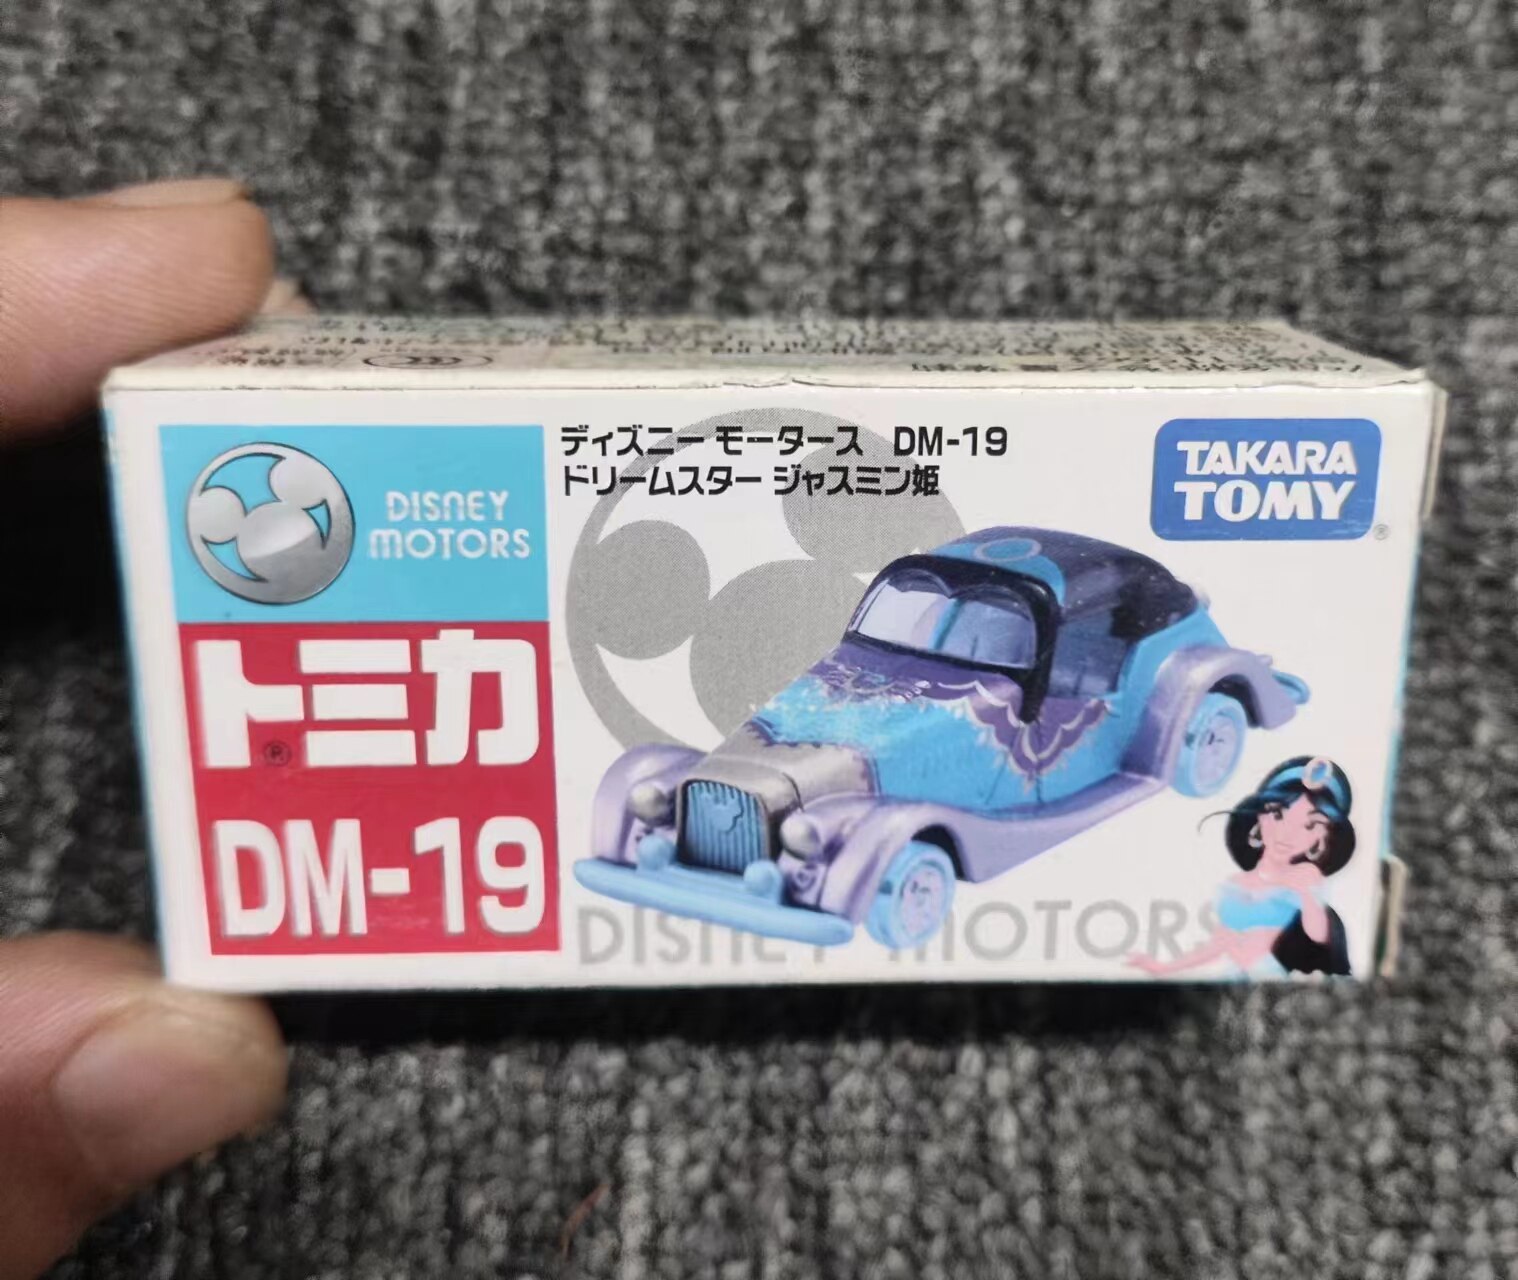 ディズニー モータース DM-19
ドリームスター ジャスミン姫
TAKARA
TOMY
®
DISNEY
MOTORS
トミカ
®
DM-19
DISNEY MOTORS